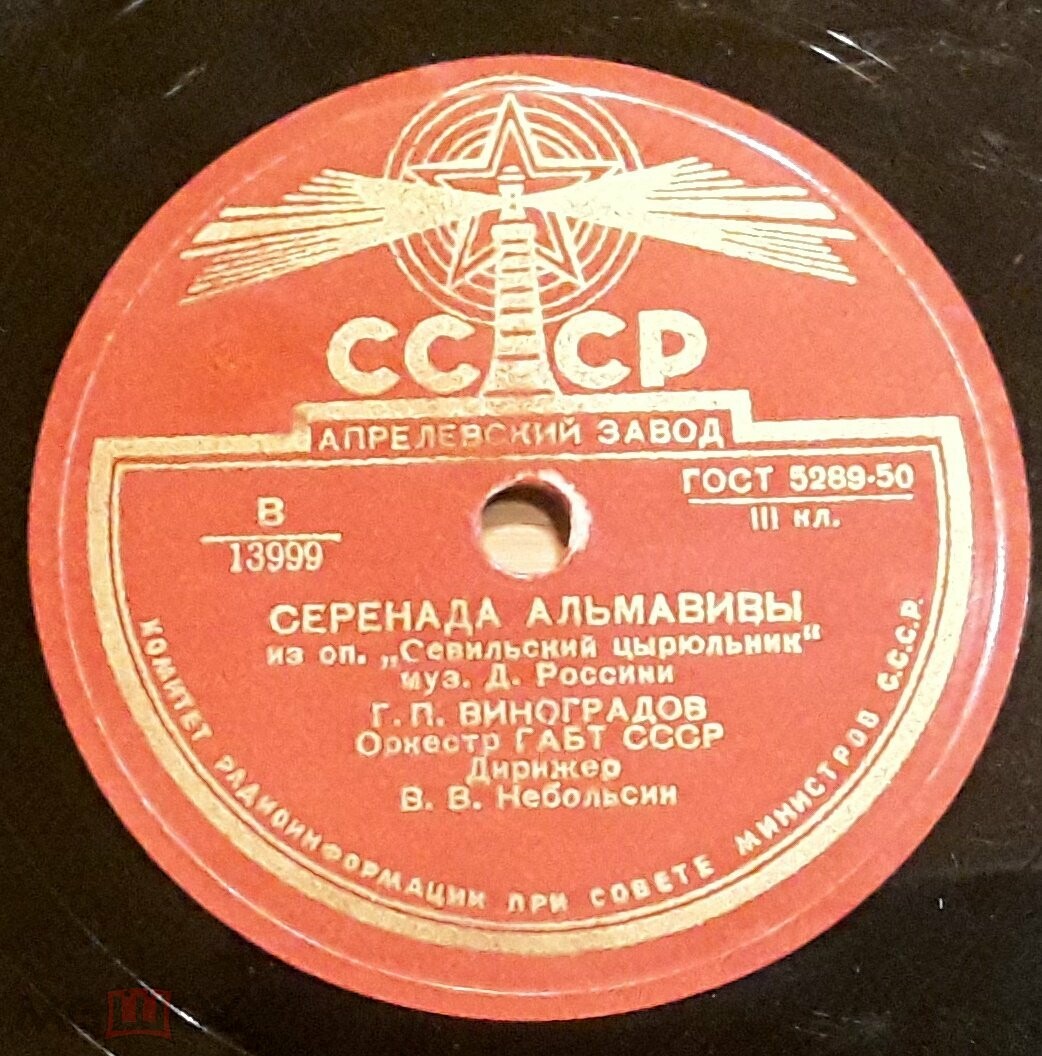 СССР
АПРЕЛЕВСКИЙ ЗАВОД
ГОСТ 5289-50
III кл.
В
13999
СЕРЕНАДА АЛЬМАВИВЫ
из оп. „Севильский цырюльник“
муз. Д. Россини
Г. П. ВИНОГРАДОВ
Оркестр ГАБТ СССР
Дирижер
В. В. Небольсин
КОМИТЕТ РАДИОИНФОРМАЦИИ ПРИ СОВЕТЕ МИНИСТРОВ С.С.С.Р.